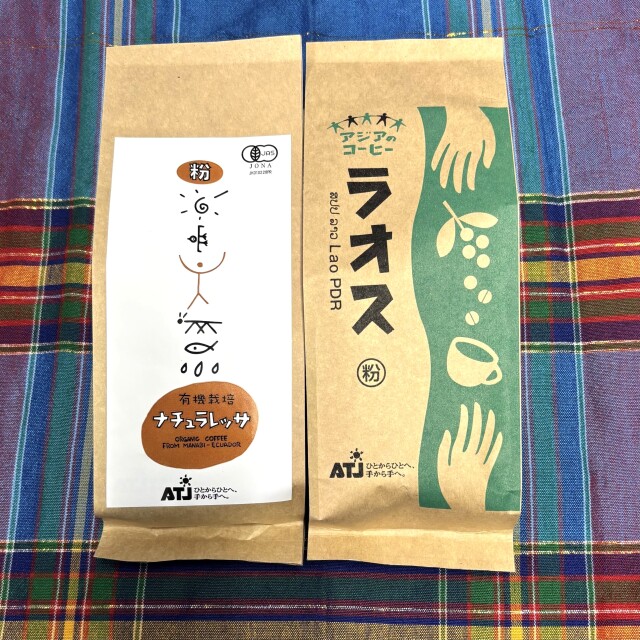 粉
JAS
JONA
有機栽培
ナチュラレッサ
ORGANIC COFFEE
FROM MANABI-ECUADOR
ATJ
ひとからひとへ、
手から手へ。
アジアの
コーヒー
ラオス
ສປປ ລາວ Lao PDR
粉
ATJ
ひとからひとへ、
手から手へ。